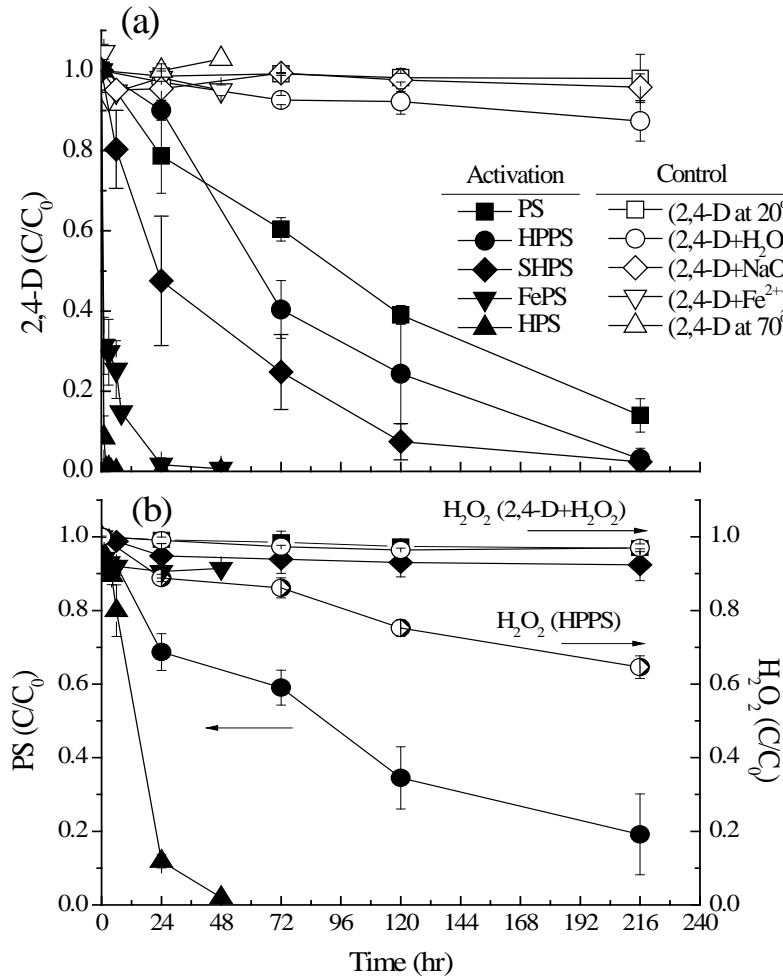 (a)
1.0
0.8
0.6
0.4
0.2
0.0
2,4-D (C/C₀)
Activation
PS
HPPS
SHPS
FePS
HPS
Control
(2,4-D at 20⁰
(2,4-D+H₂O
(2,4-D+NaO
(2,4-D+Fe²⁺
(2,4-D at 70⁰
(b)
1.0
0.8
0.6
0.4
0.2
0.0
PS (C/C₀)
H₂O₂ (2,4-D+H₂O₂)
H₂O₂ (HPPS)
1.0
0.8
0.6
0.4
0.2
0.0
H₂O₂ (C/C₀)
0 24 48 72 96 120 144 168 192 216 240
Time (hr)